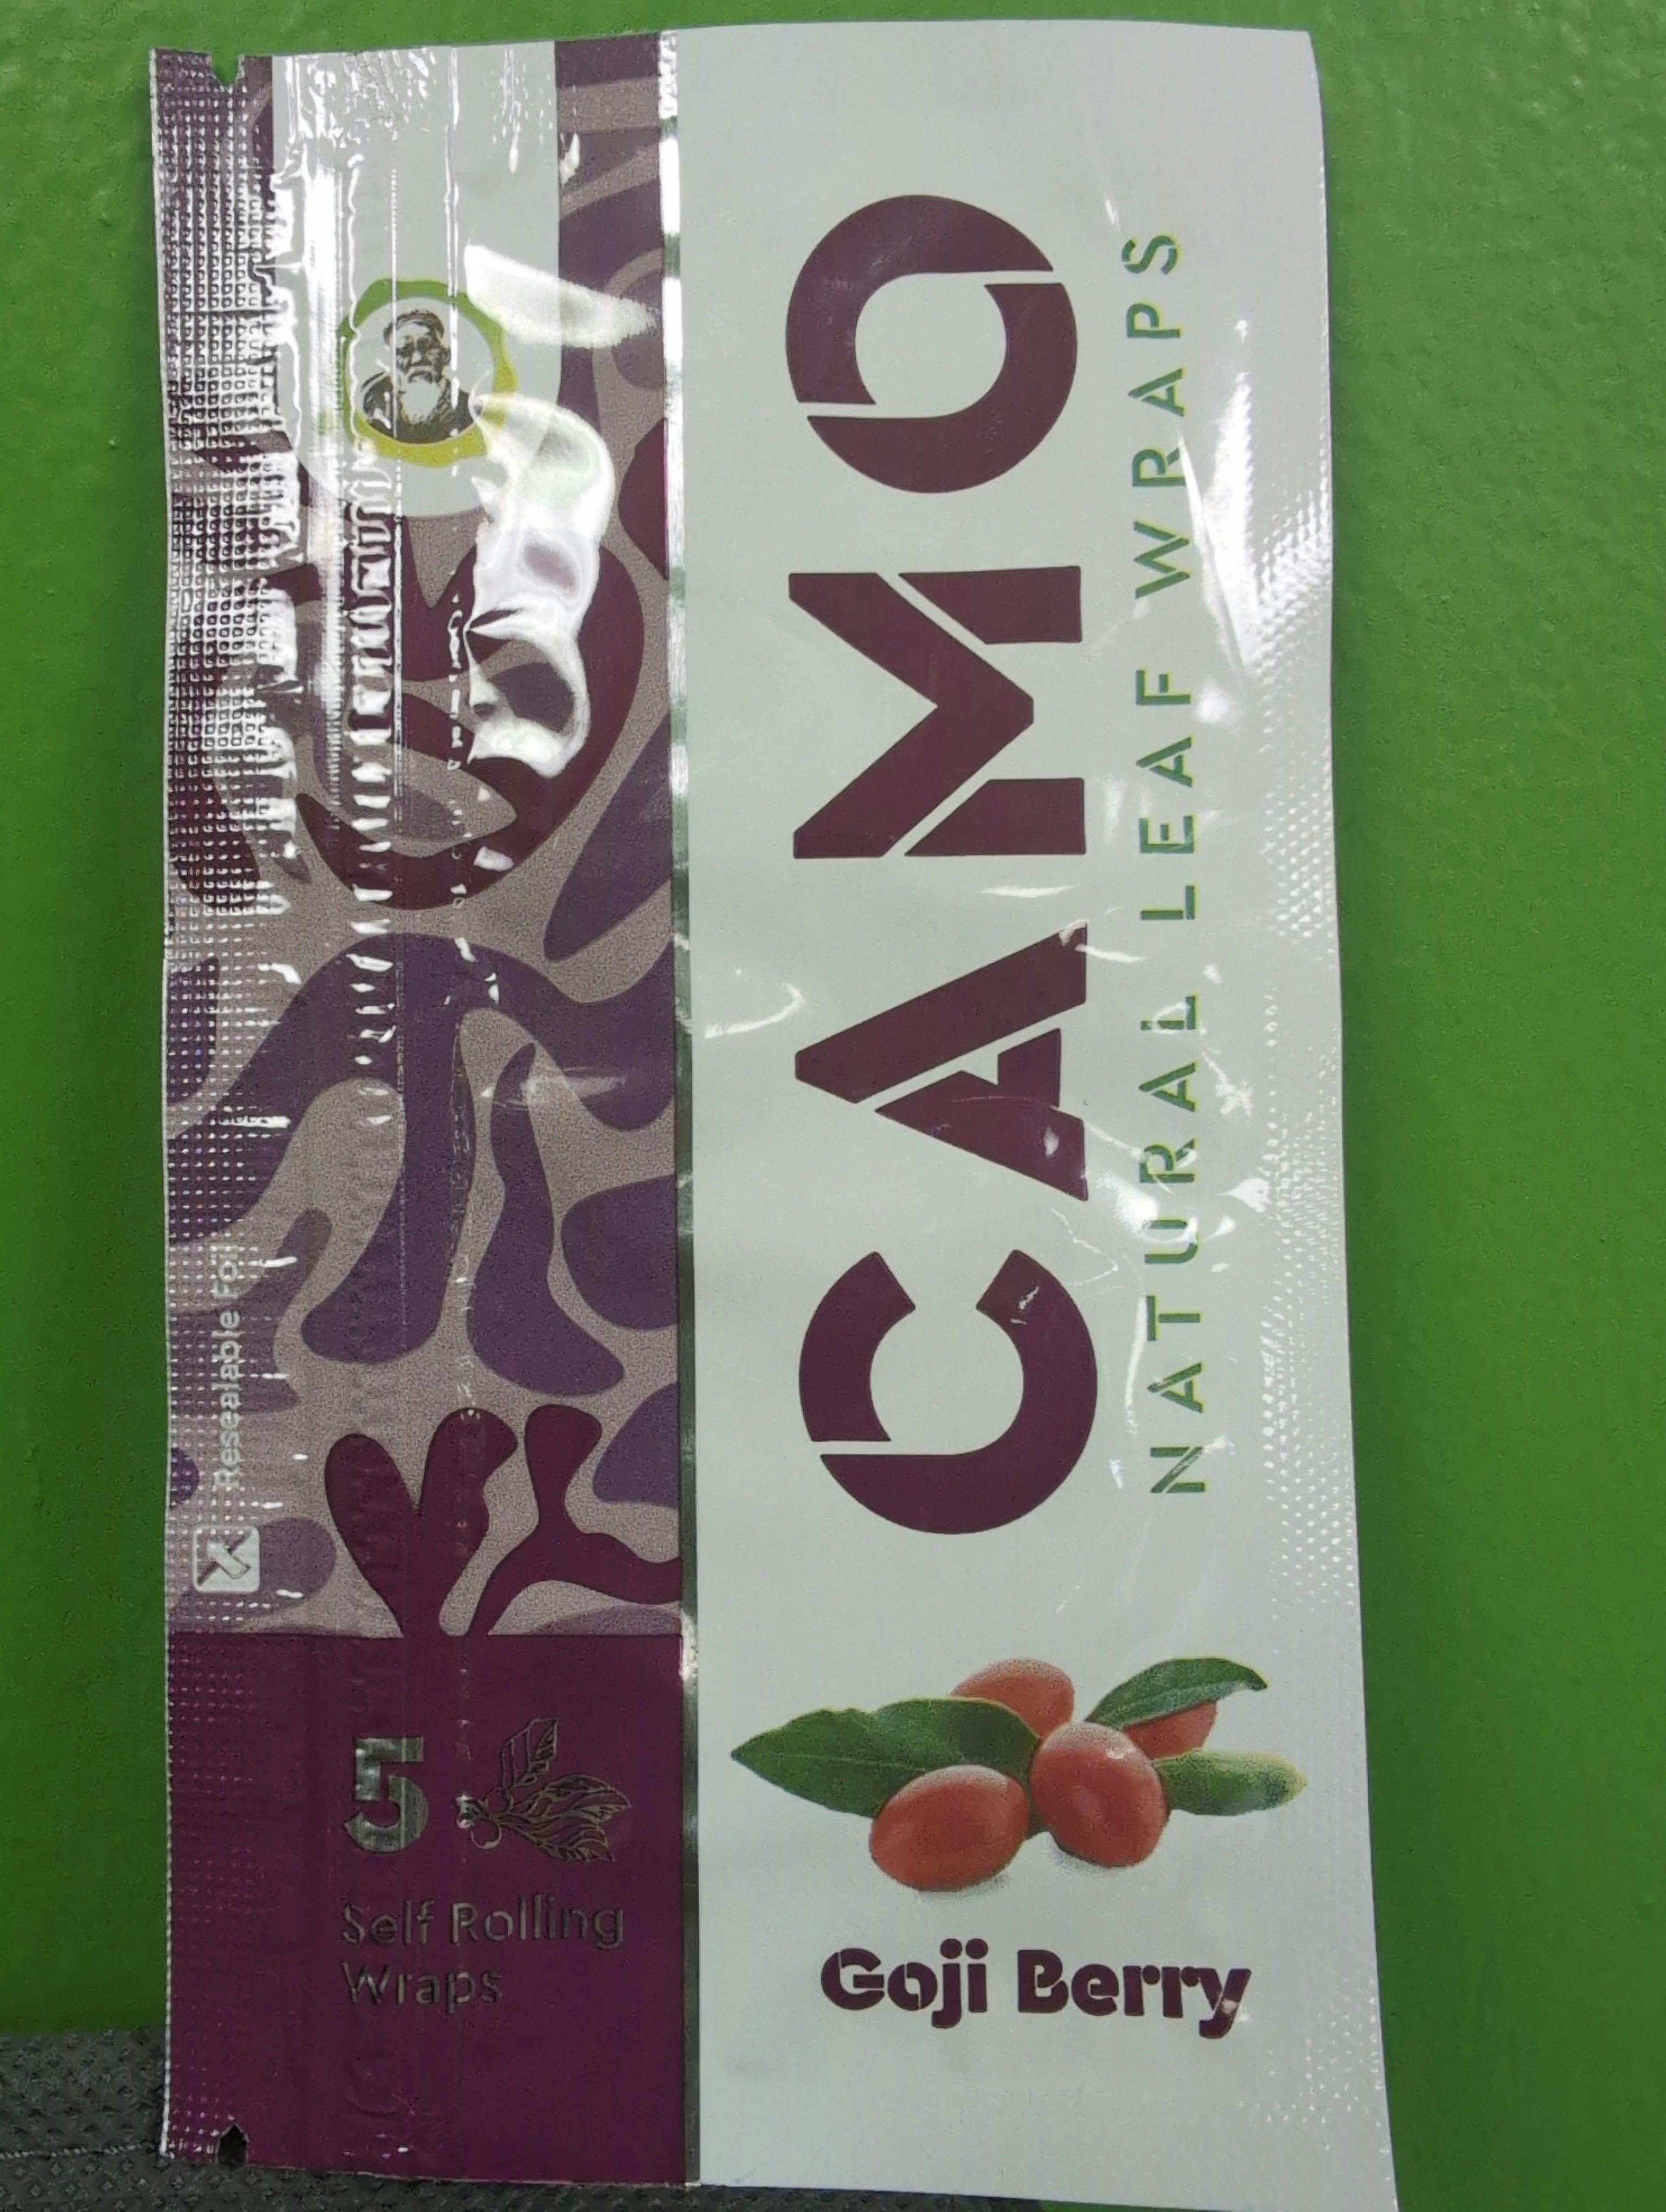 Resealable Foil
5
Self Rolling
Wraps
CAMO
NATURAL LEAF WRAPS
Goji Berry